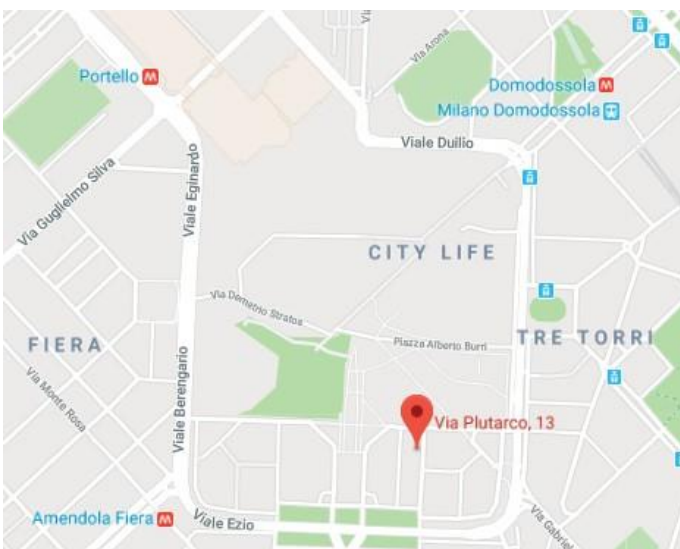 Via
Via Arona
Portello M
Domodossola M
Milano Domodossola
Viale Duilio
Via Guglielmo Silva
Viale Eginardo
CITY LIFE
Via Demetrio Stratos
FIERA
Piazza Alberto Burri
TRE TORRI
Via Monte Rosa
Viale Berengario
Via Plutarco, 13
Amendola Fiera M
Viale Ezio
Via Gabriel